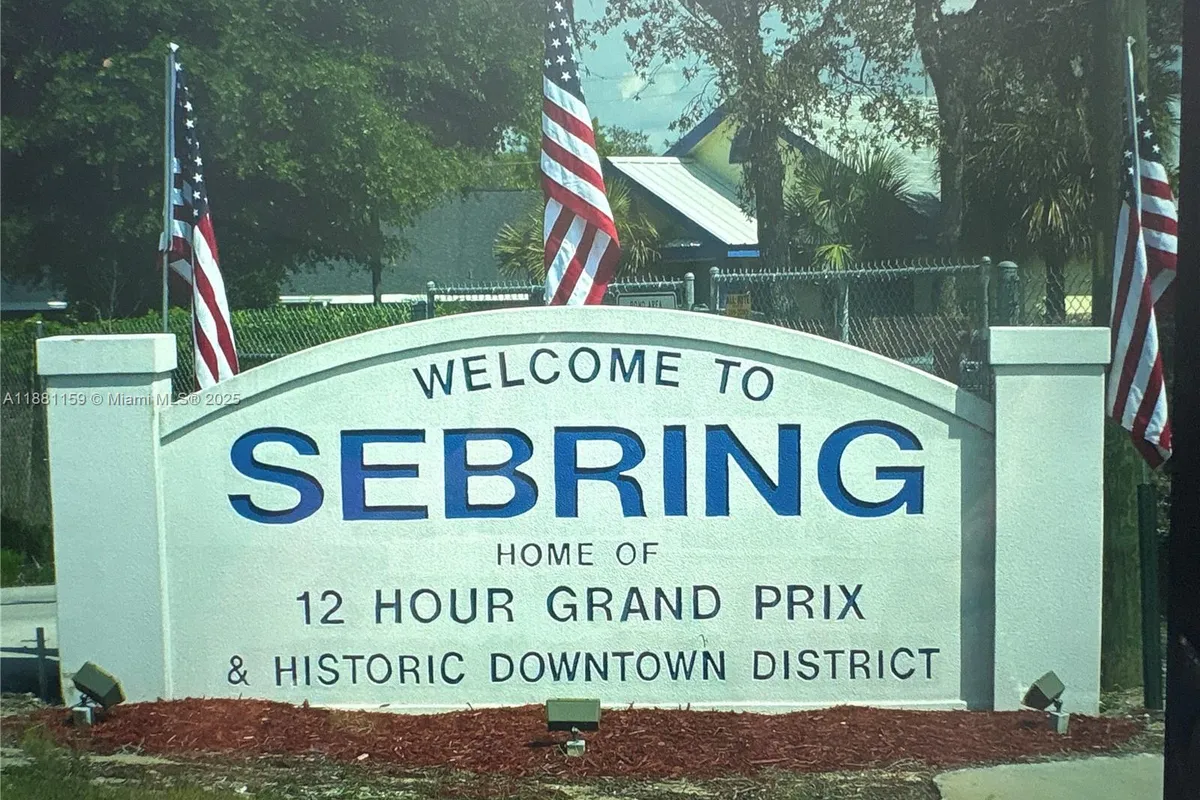 WELCOME TO
SEBRING
HOME OF
12 HOUR GRAND PRIX
& HISTORIC DOWNTOWN DISTRICT
A11881159 © Miami MLS® 2025